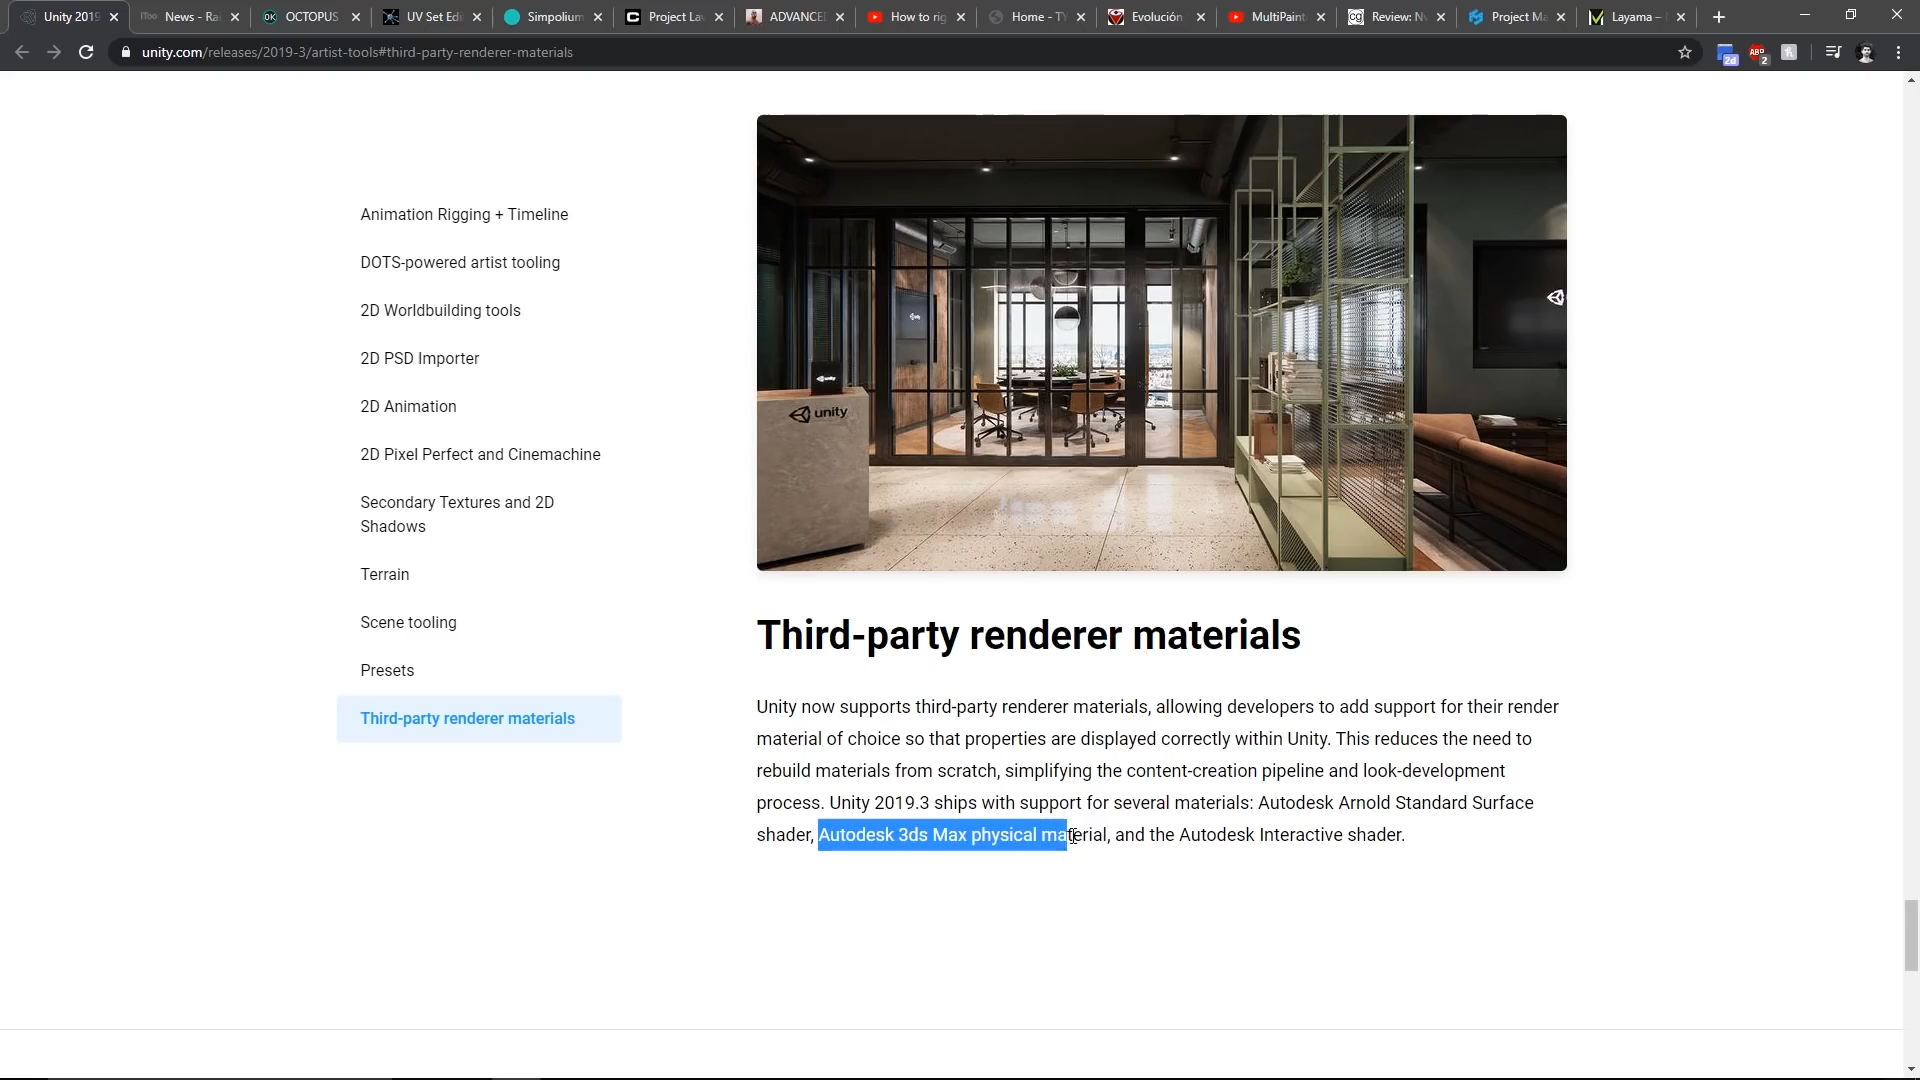 Unity 2019
News - Rai
OCTOPUS
UV Set Edi
Simpolium
Project La
ADVANCE
How to rig
Home - TY
Evolución
MultiPaint
Review: N
Project M
Layama –
unity.com/releases/2019-3/artist-tools#third-party-renderer-materials
2d
ABP
2
Animation Rigging + Timeline
DOTS-powered artist tooling
2D Worldbuilding tools
2D PSD Importer
2D Animation
2D Pixel Perfect and Cinemachine
Secondary Textures and 2D
Shadows
Terrain
Scene tooling
Presets
Third-party renderer materials
unity
Third-party renderer materials
Unity now supports third-party renderer materials, allowing developers to add support for their render
material of choice so that properties are displayed correctly within Unity. This reduces the need to
rebuild materials from scratch, simplifying the content-creation pipeline and look-development
process. Unity 2019.3 ships with support for several materials: Autodesk Arnold Standard Surface
shader, Autodesk 3ds Max physical material, and the Autodesk Interactive shader.